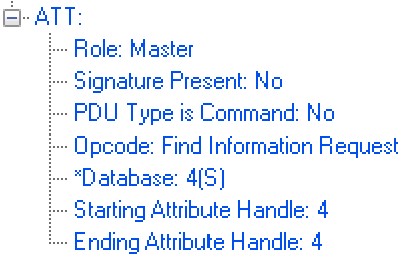 ATT:
Role: Master
Signature Present: No
PDU Type is Command: No
Opcode: Find Information Request
*Database: 4(S)
Starting Attribute Handle: 4
Ending Attribute Handle: 4